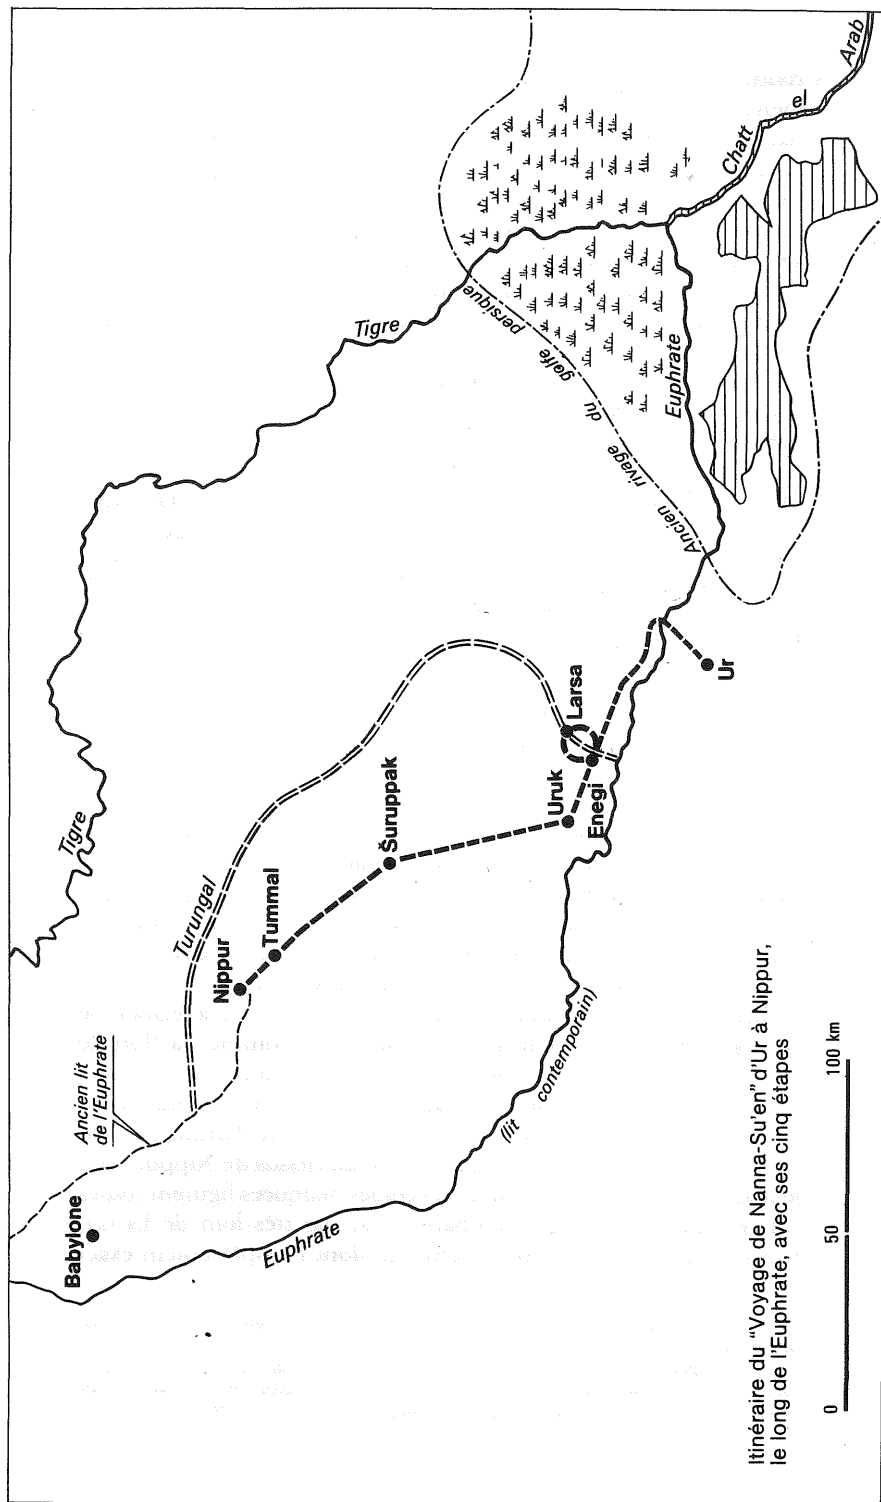 Tigre
Tigre
Turungal
Ancien lit
de l'Euphrate
Babylone
Nippur
Tummal
Šuruppak
Uruk
Larsa
Enegi
Ur
Euphrate
(lit contemporain)
Ancien rivage du golfe persique
Euphrate
Chatt el Arab
Itinéraire du "Voyage de Nanna-Su'en" d'Ur à Nippur,
le long de l'Euphrate, avec ses cinq étapes
0 50 100 km